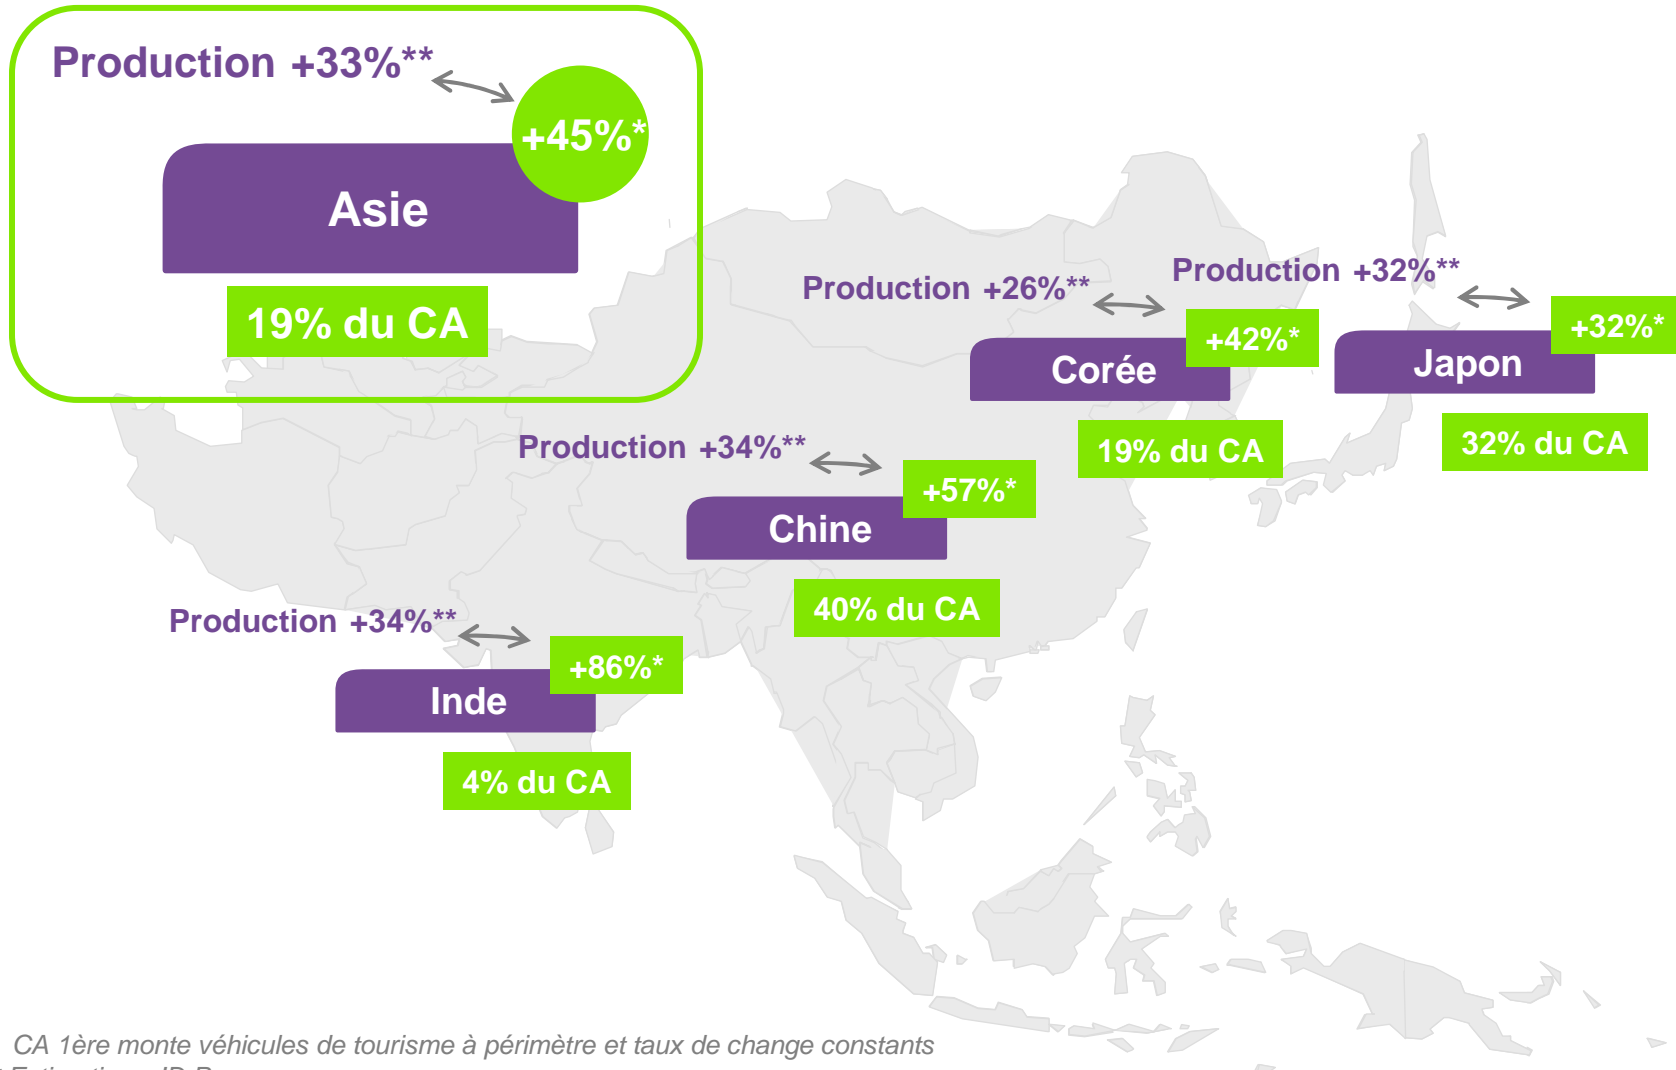 Production +33%**
+45%*
Asie
19% du CA
Production +26%**
+42%*
Corée
19% du CA
Production +32%**
+32%*
Japon
32% du CA
Production +34%**
+57%*
Chine
40% du CA
Production +34%**
+86%*
Inde
4% du CA
CA 1ère monte véhicules de tourisme à périmètre et taux de change constants